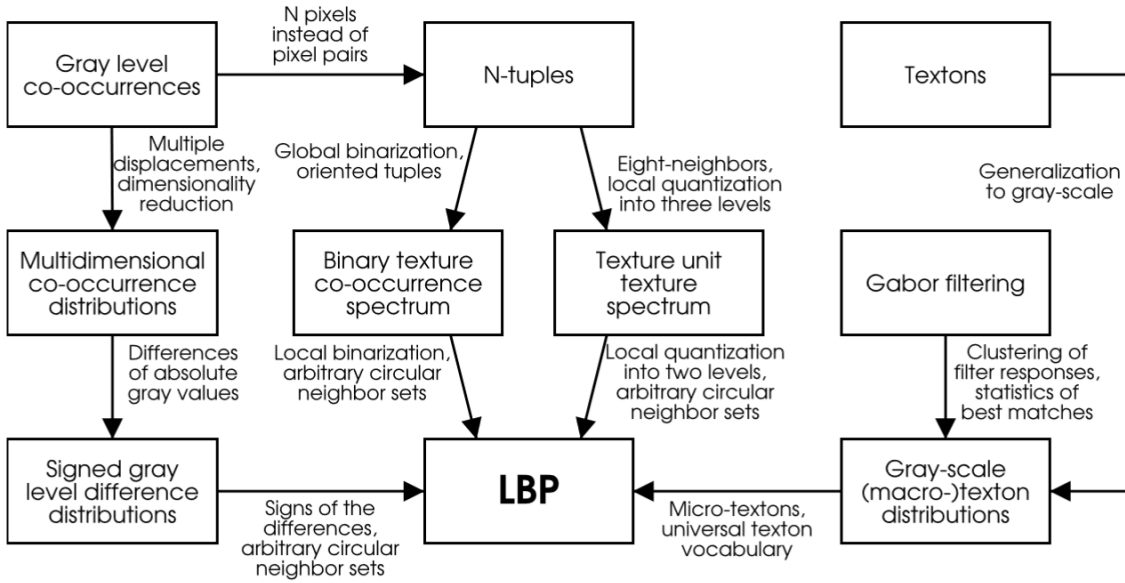 N pixels
instead of
pixel pairs
Gray level
co-occurrences
N-tuples
Textons
Multiple
displacements,
dimensionality
reduction
Global binarization,
oriented tuples
Eight-neighbors,
local quantization
into three levels
Generalization
to gray-scale
Multidimensional
co-occurrence
distributions
Binary texture
co-occurrence
spectrum
Texture unit
texture
spectrum
Gabor filtering
Differences
of absolute
gray values
Local binarization,
arbitrary circular
neighbor sets
Local quantization
into two levels,
arbitrary circular
neighbor sets
Clustering of
filter responses,
statistics of
best matches
Signed gray
level difference
distributions
LBP
Gray-scale
(macro-)texton
distributions
Signs of the
differences,
arbitrary circular
neighbor sets
Micro-textons,
universal texton
vocabulary